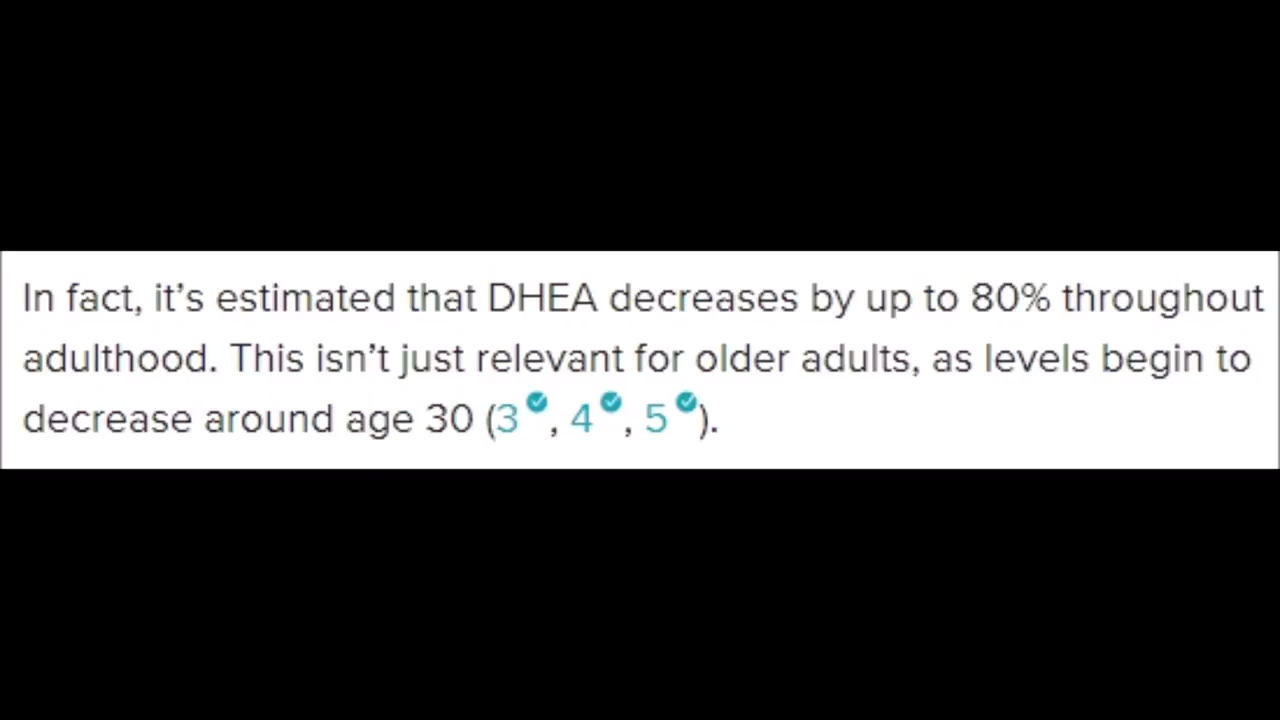 In fact, it’s estimated that DHEA decreases by up to 80% throughout
adulthood. This isn’t just relevant for older adults, as levels begin to
decrease around age 30 (3, 4, 5).